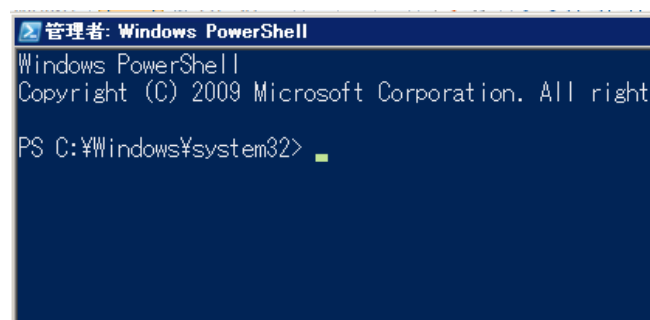 管理者: Windows PowerShell
Windows PowerShell
Copyright (C) 2009 Microsoft Corporation. All right
PS C:¥Windows¥system32>